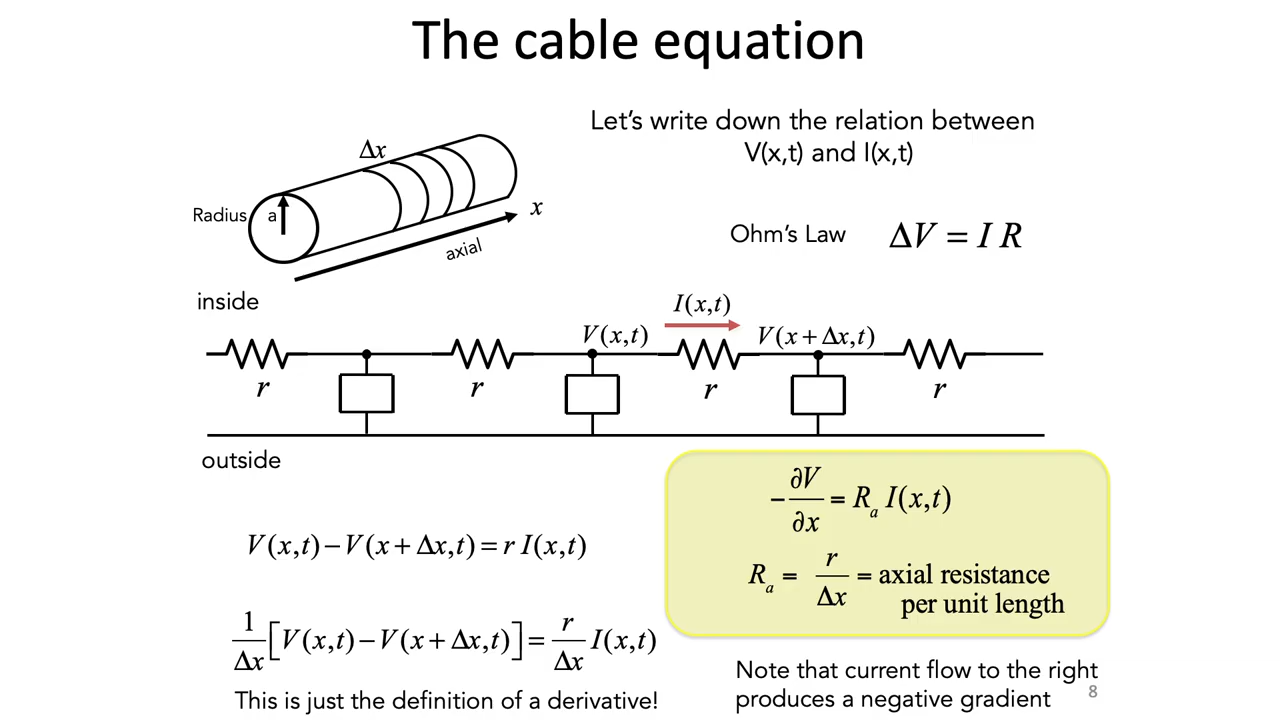 The cable equation
Let's write down the relation between
V(x,t) and I(x,t)
Δx
Radius
a
x
axial
Ohm's Law ΔV = I R
inside
I(x,t)
V(x,t)
V(x + Δx,t)
r
r
r
r
outside
V(x,t) − V(x + Δx,t) = r I(x,t)
1/Δx [V(x,t) − V(x + Δx,t)] = r/Δx I(x,t)
This is just the definition of a derivative!
−∂V/∂x = Rₐ I(x,t)
Rₐ = r/Δx = axial resistance
per unit length
Note that current flow to the right
produces a negative gradient
8